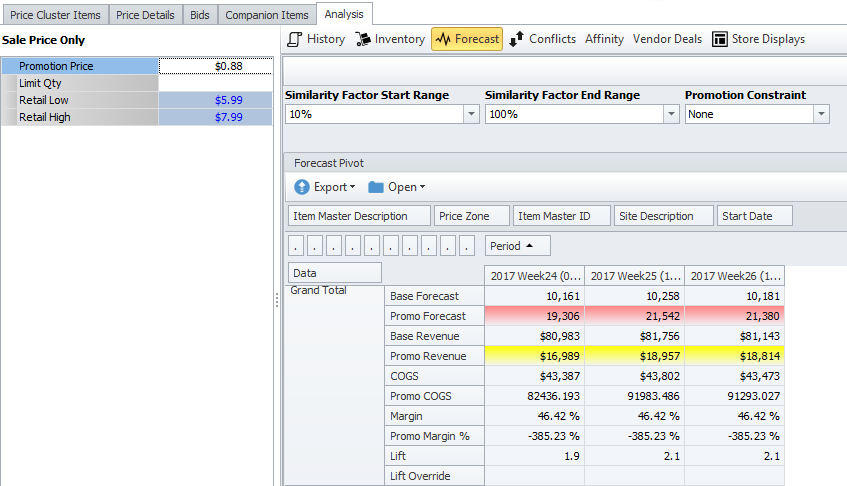 Price Cluster Items Price Details Bids Companion Items Analysis
Sale Price Only
Promotion Price $0.88
Limit Qty
Retail Low $5.99
Retail High $7.99
History Inventory Forecast Conflicts Affinity Vendor Deals Store Displays
Similarity Factor Start Range Similarity Factor End Range Promotion Constraint
10% 100% None
Forecast Pivot
Export Open
Item Master Description Price Zone Item Master ID Site Description Start Date
. . . . . . . . . . Period
Data 2017 Week24 (0... 2017 Week25 (1... 2017 Week26 (1...
Grand Total Base Forecast 10,161 10,258 10,181
Promo Forecast 19,306 21,542 21,380
Base Revenue $80,983 $81,756 $81,143
Promo Revenue $16,989 $18,957 $18,814
COGS $43,387 $43,802 $43,473
Promo COGS 82436.193 91983.486 91293.027
Margin 46.42 % 46.42 % 46.42 %
Promo Margin % -385.23 % -385.23 % -385.23 %
Lift 1.9 2.1 2.1
Lift Override